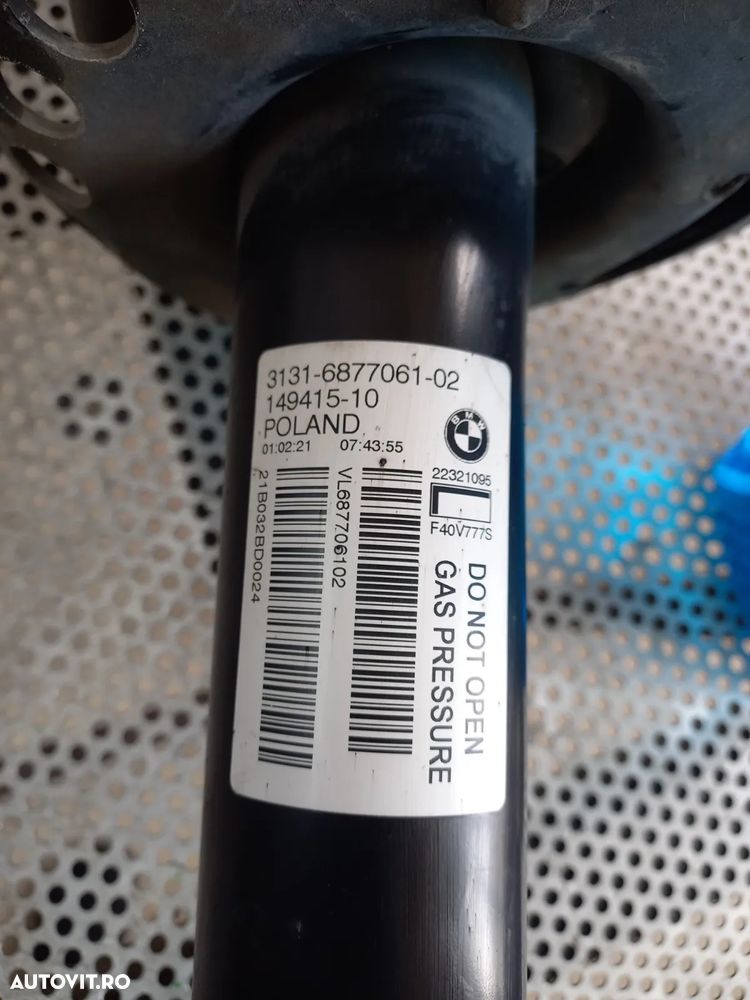 3131-6877061-02
149415-10
POLAND
01:02:21 07:43:55
BMW
22321095
F40V777S
21B032BD0024
VL687706102
DO NOT OPEN
GAS PRESSURE
AUTOVIT.RO